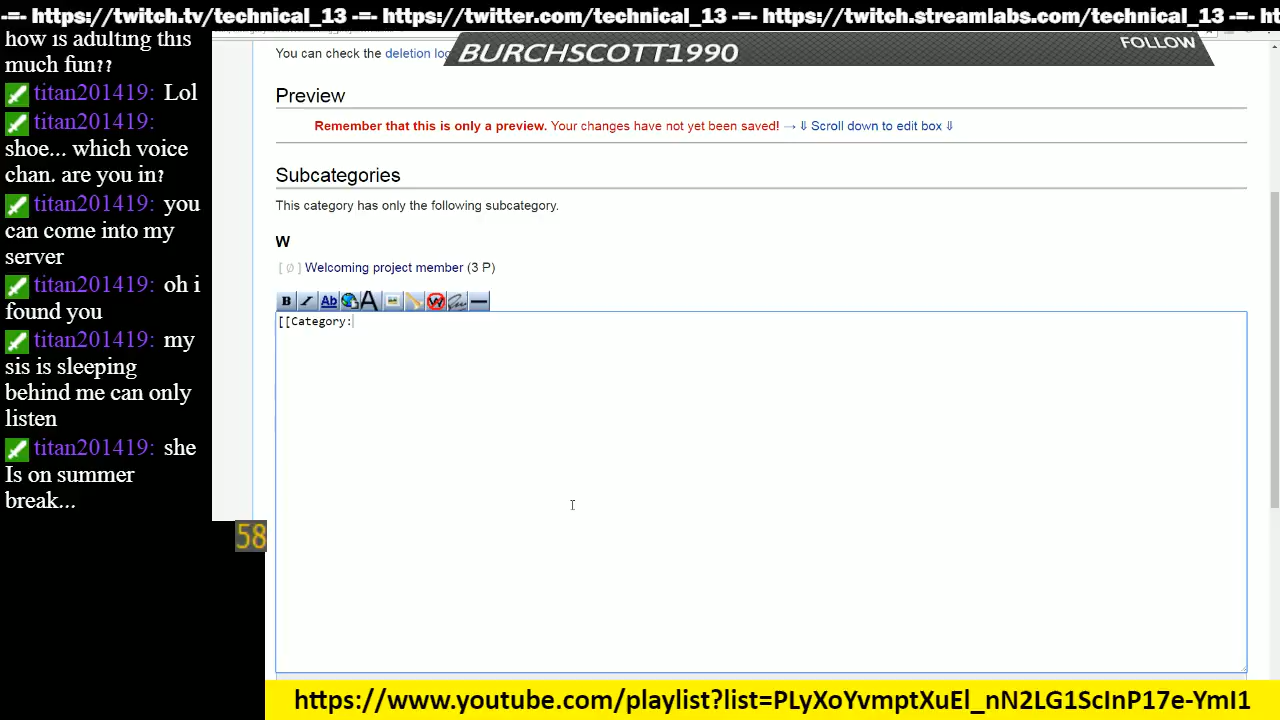 -=- https://twitch.tv/technical_13 -=- https://twitter.com/technical_13 -=- https://twitch.streamlabs.com/technical_13 -=- ht
how is adulting this
much fun??
titan201419: Lol
titan201419:
shoe... which voice
chan. are you in?
titan201419: you
can come into my
server
titan201419: oh i
found you
titan201419: my
sis is sleeping
behind me can only
listen
titan201419: she
Is on summer
break...
58
You can check the deletion log
BURCHSCOTT1990
FOLLOW
Preview
Remember that this is only a preview. Your changes have not yet been saved! → ⇓ Scroll down to edit box ⇓
Subcategories
This category has only the following subcategory.
W
[ Ø ] Welcoming project member (3 P)
B I Ab A W
[[Category:
https://www.youtube.com/playlist?list=PLyXoYvmptXuEl_nN2LG1ScInP17e-YmI1